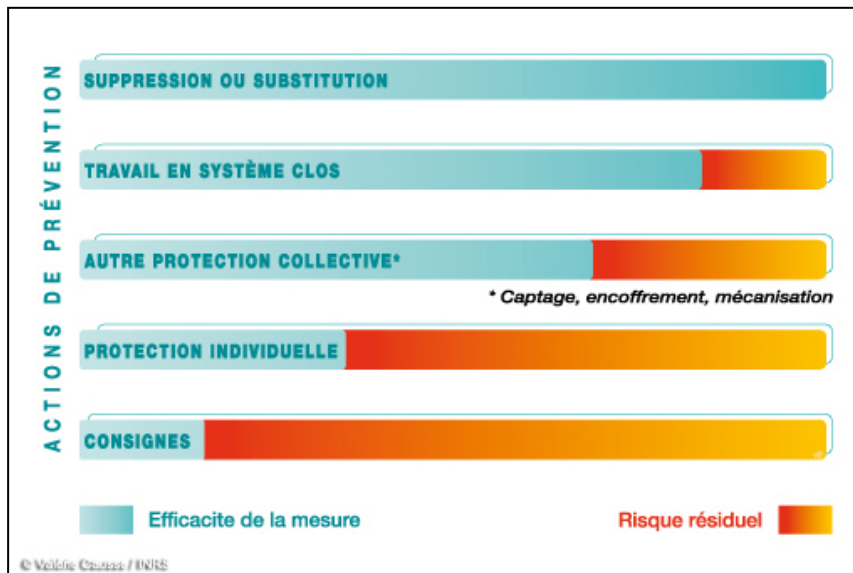 ACTIONS DE PRÉVENTION
SUPPRESSION OU SUBSTITUTION
TRAVAIL EN SYSTÈME CLOS
AUTRE PROTECTION COLLECTIVE*
* Captage, encoffrement, mécanisation
PROTECTION INDIVIDUELLE
CONSIGNES
Efficacite de la mesure
Risque résiduel
© Valérie Causse / INRS